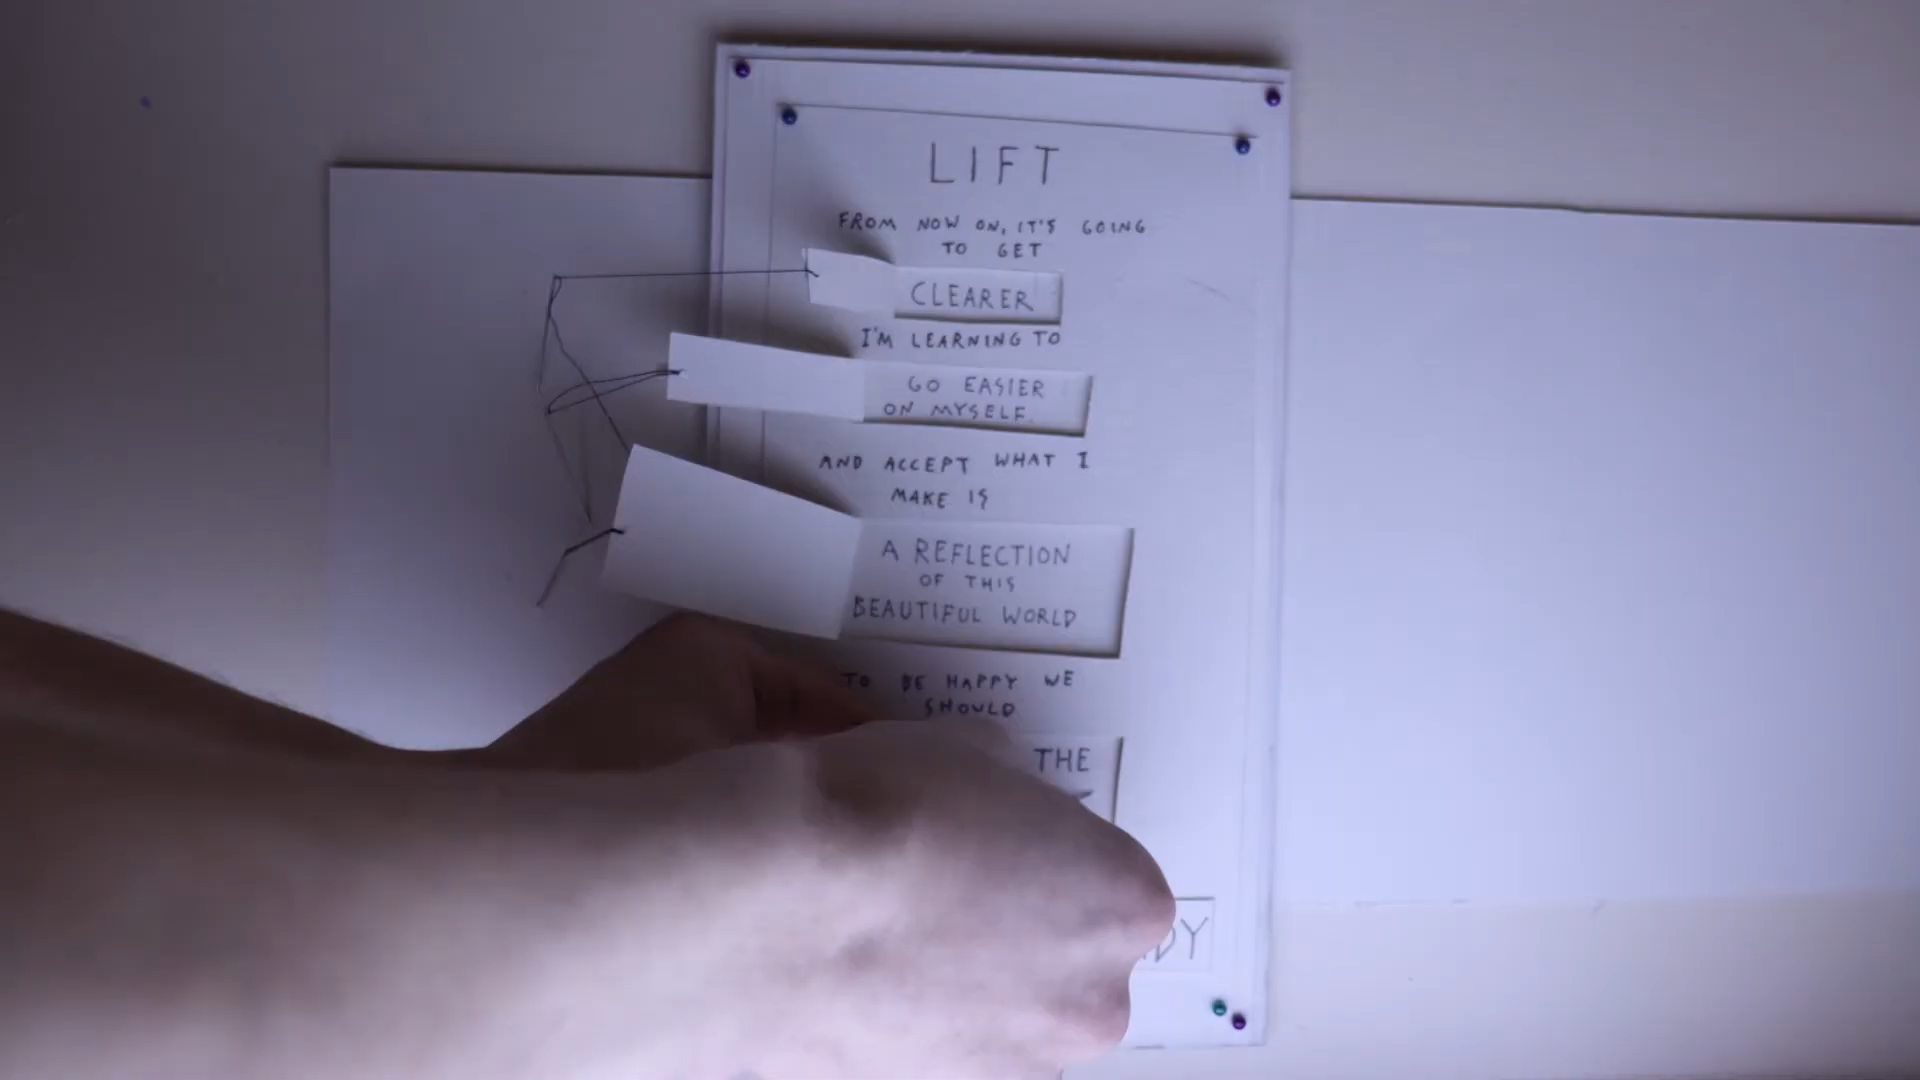 LIFT
FROM NOW ON, IT'S GOING
TO GET
CLEARER
I'M LEARNING TO
GO EASIER
ON MYSELF.
AND ACCEPT WHAT I
MAKE IS
A REFLECTION
OF THIS
BEAUTIFUL WORLD
TO BE HAPPY WE
SHOULD
THE
DY